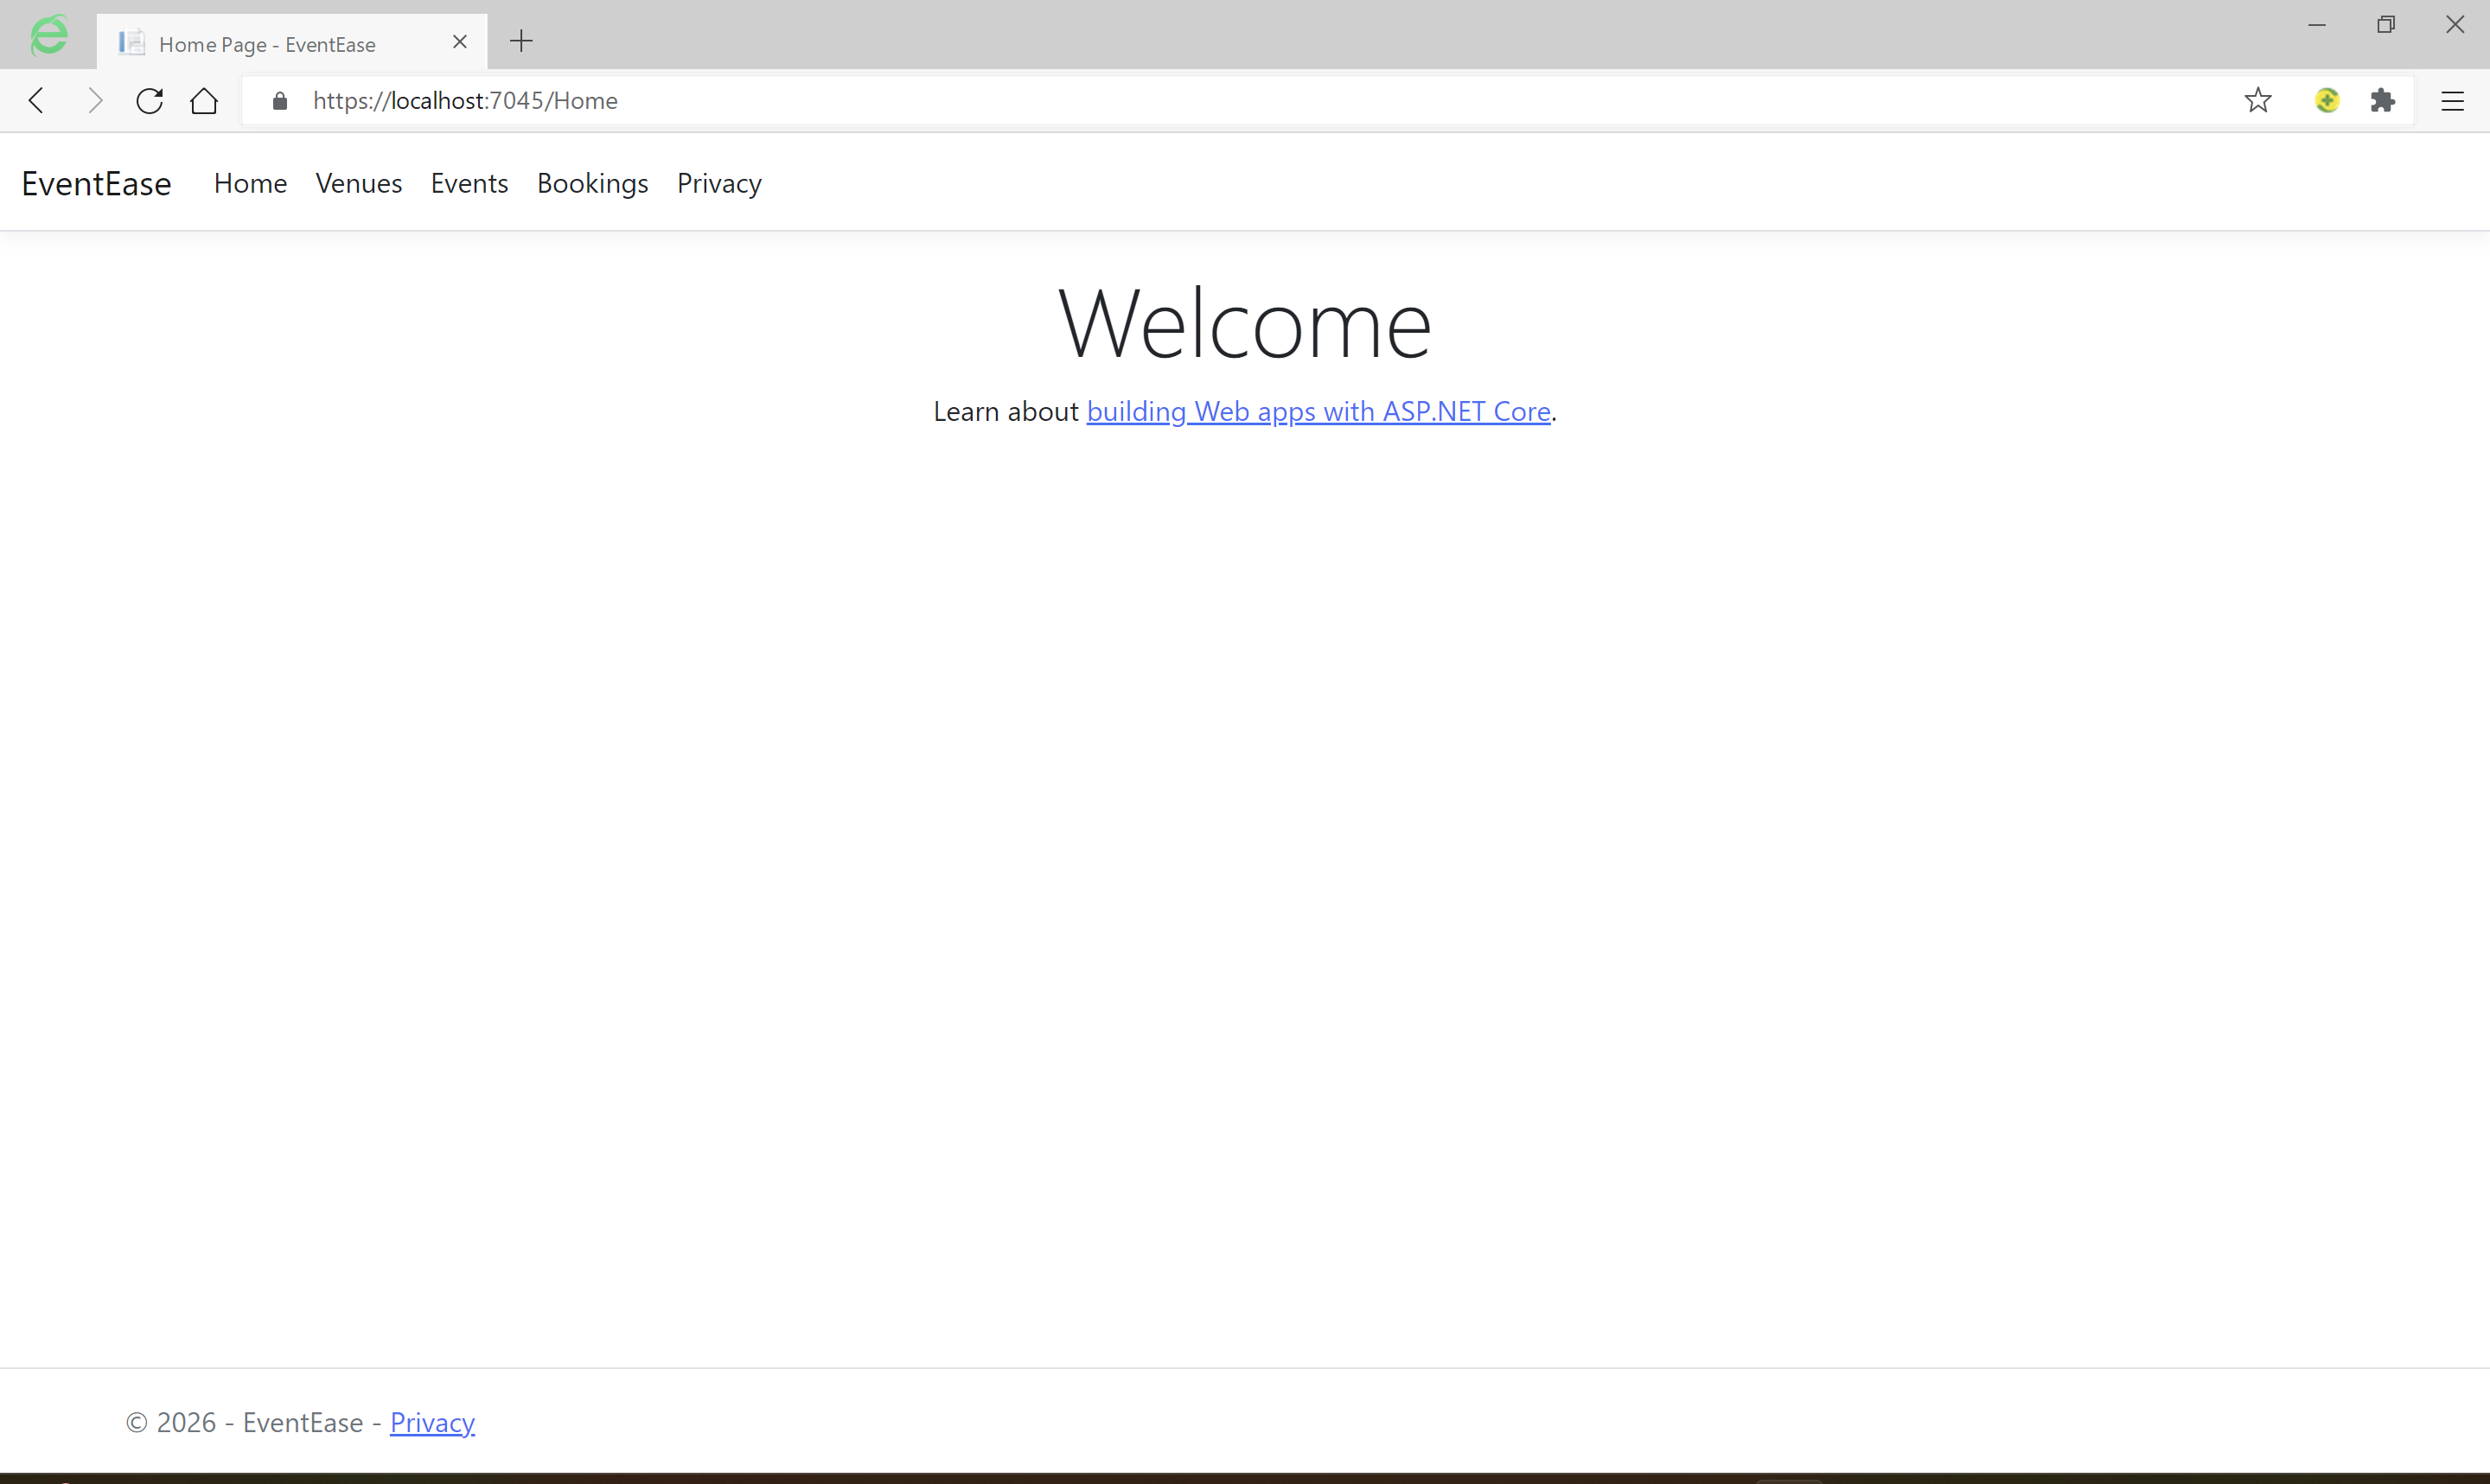 Home Page - EventEase
https://localhost:7045/Home
EventEase Home Venues Events Bookings Privacy
Welcome
Learn about building Web apps with ASP.NET Core.
© 2026 - EventEase - Privacy